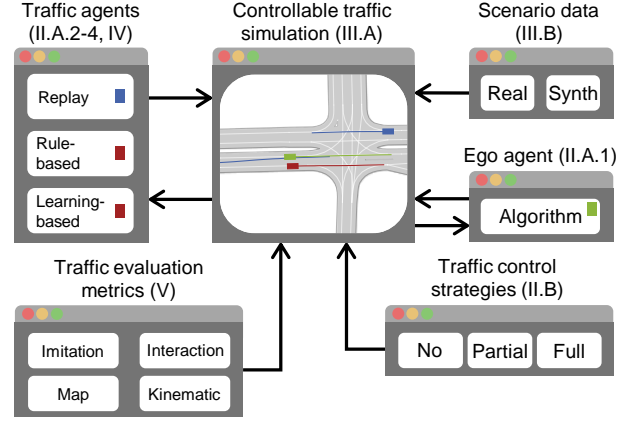 Traffic agents
(II.A.2-4, IV)
Replay
Rule-
based
Learning-
based
Controllable traffic
simulation (III.A)
Scenario data
(III.B)
Real
Synth
Ego agent (II.A.1)
Algorithm
Traffic evaluation
metrics (V)
Imitation
Interaction
Map
Kinematic
Traffic control
strategies (II.B)
No
Partial
Full